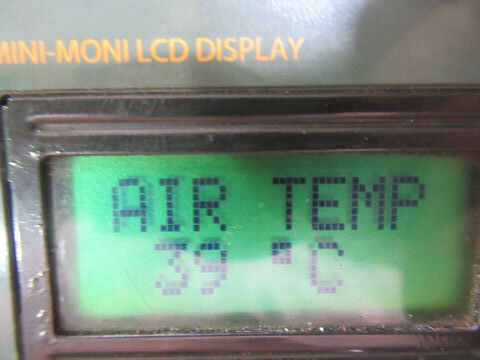 MINI-MONI LCD DISPLAY
AIR TEMP
39 °C